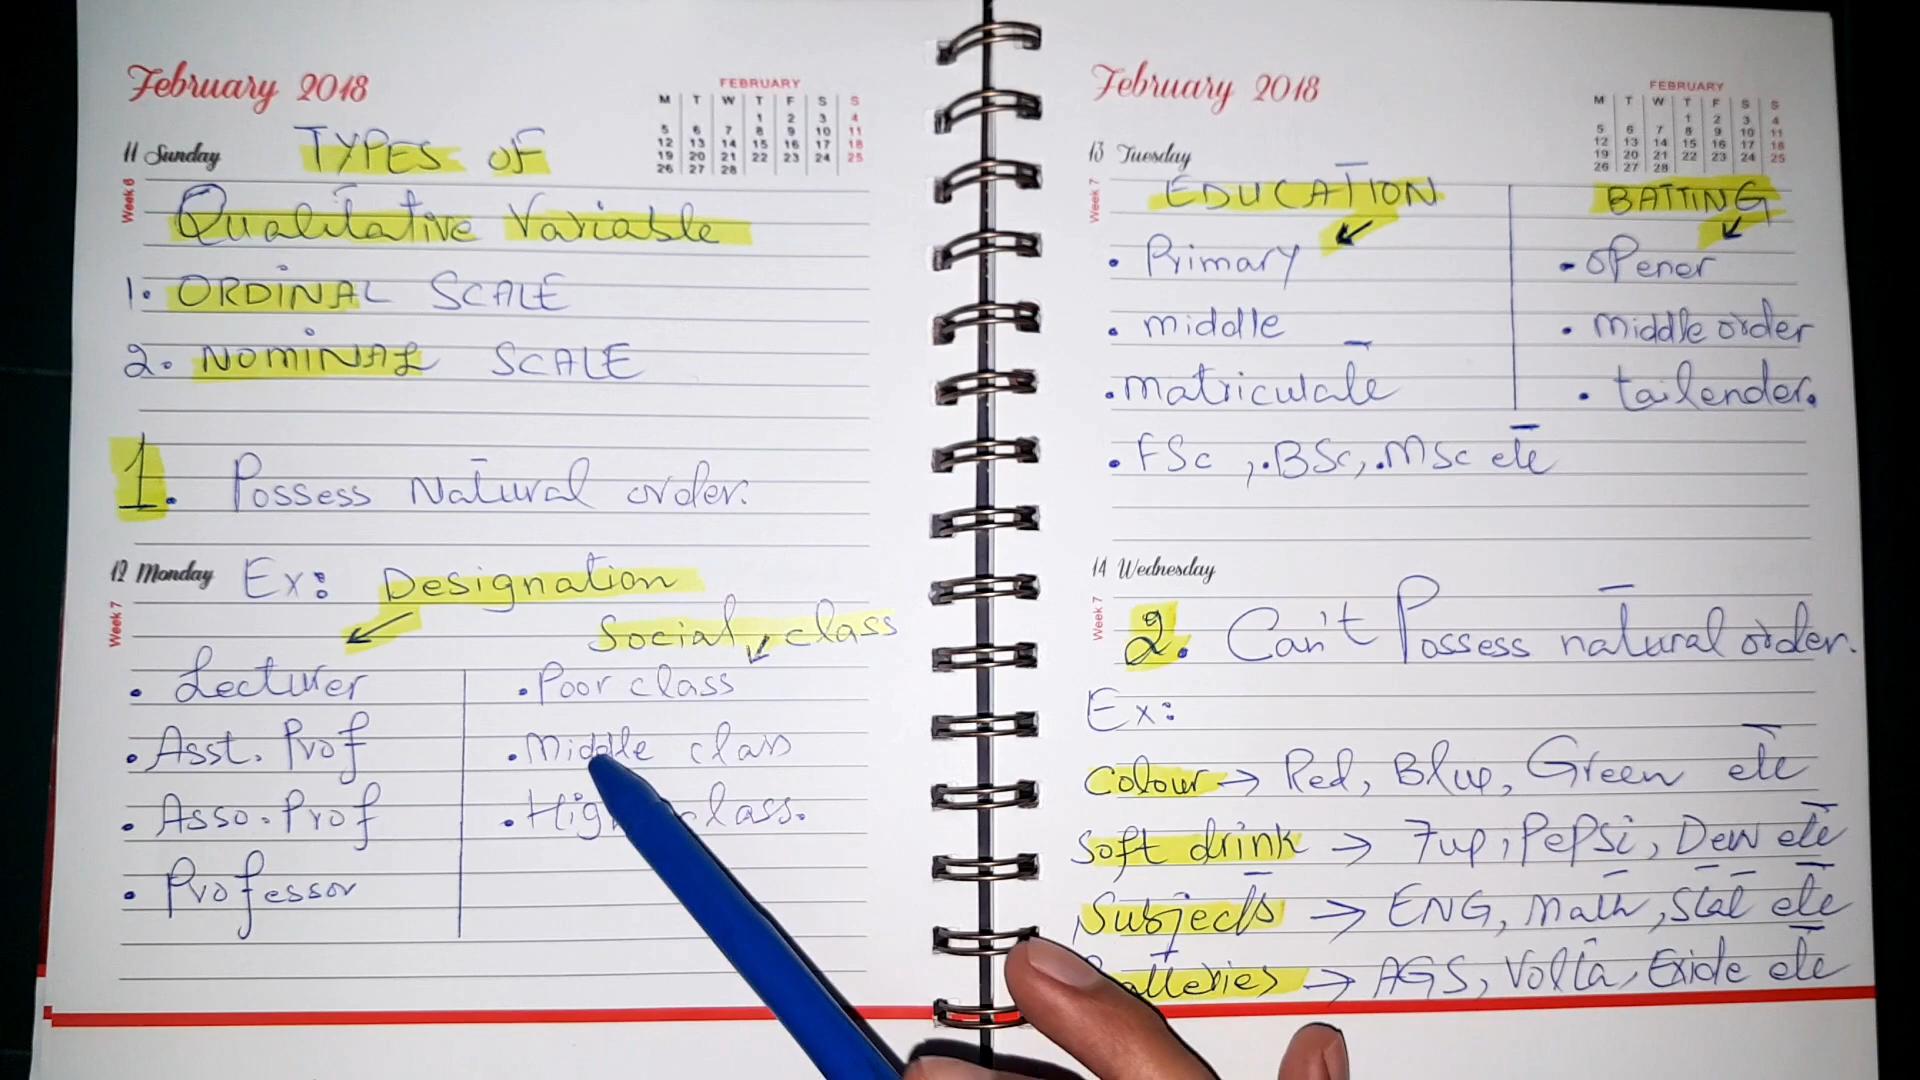 February 2018
FEBRUARY
M T W T F S S
1 2 3 4
5 6 7 8 9 10 11
12 13 14 15 16 17 18
19 20 21 22 23 24 25
26 27 28
11 Sunday
Week 6
TYPES OF
Qualitative Variable
1. ORDINAL SCALE
2. NOMINAL SCALE
1. Possess Natural order.
12 Monday
Week 7
Ex: Designation
Social class
• Lecturer
• Asst. Prof
• Asso. Prof
• Professor
• Poor class
• Middle class
• High class.
February 2018
FEBRUARY
M T W T F S S
1 2 3 4
5 6 7 8 9 10 11
12 13 14 15 16 17 18
19 20 21 22 23 24 25
26 27 28
13 Tuesday
Week 7
EDUCATION
• Primary
• middle
• matriculate
• FSc, • BSc, • MSc etc
BATTING
- opener
• middle order
• tailender.
14 Wednesday
Week 7
2. Can't Possess natural order.
Ex:
Colour → Red, Blue, Green etc
Soft drink → 7up, Pepsi, Dew etc
Subjects → ENG, Math, Stat etc
Batteries → AGS, Volta, Exide etc